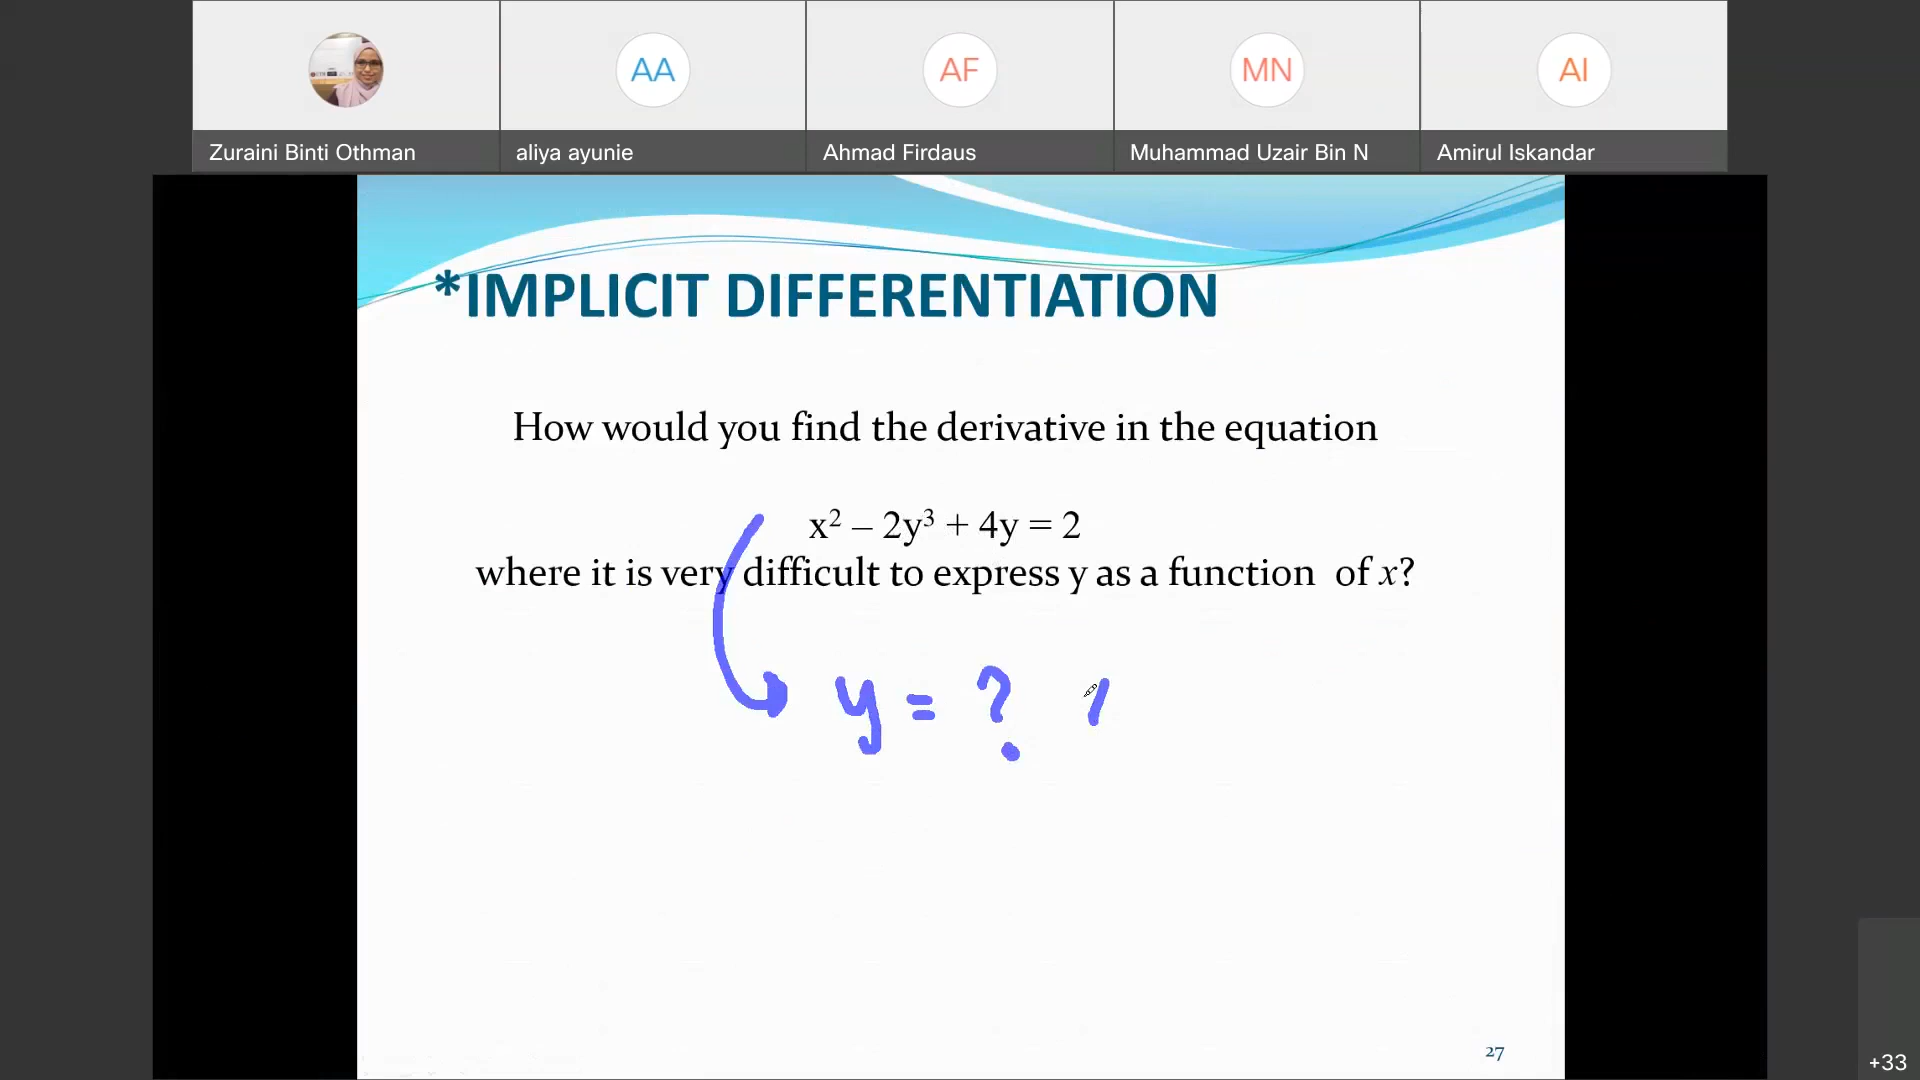 AA AF MN AI
Zuraini Binti Othman aliya ayunie Ahmad Firdaus Muhammad Uzair Bin N Amirul Iskandar
*IMPLICIT DIFFERENTIATION
How would you find the derivative in the equation
x² – 2y³ + 4y = 2
where it is very difficult to express y as a function of x?
y = ?
27
+33